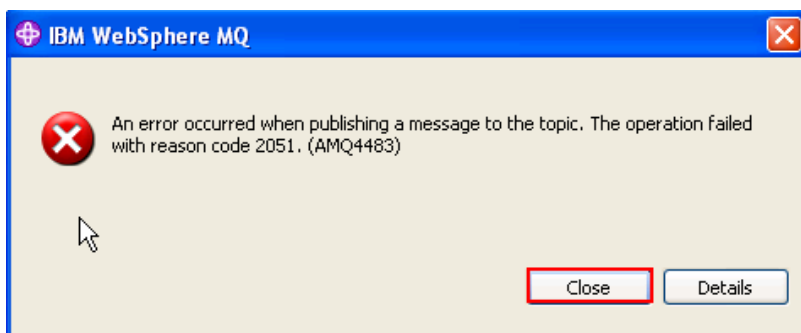 IBM WebSphere MQ
An error occurred when publishing a message to the topic. The operation failed
with reason code 2051. (AMQ4483)
Close
Details